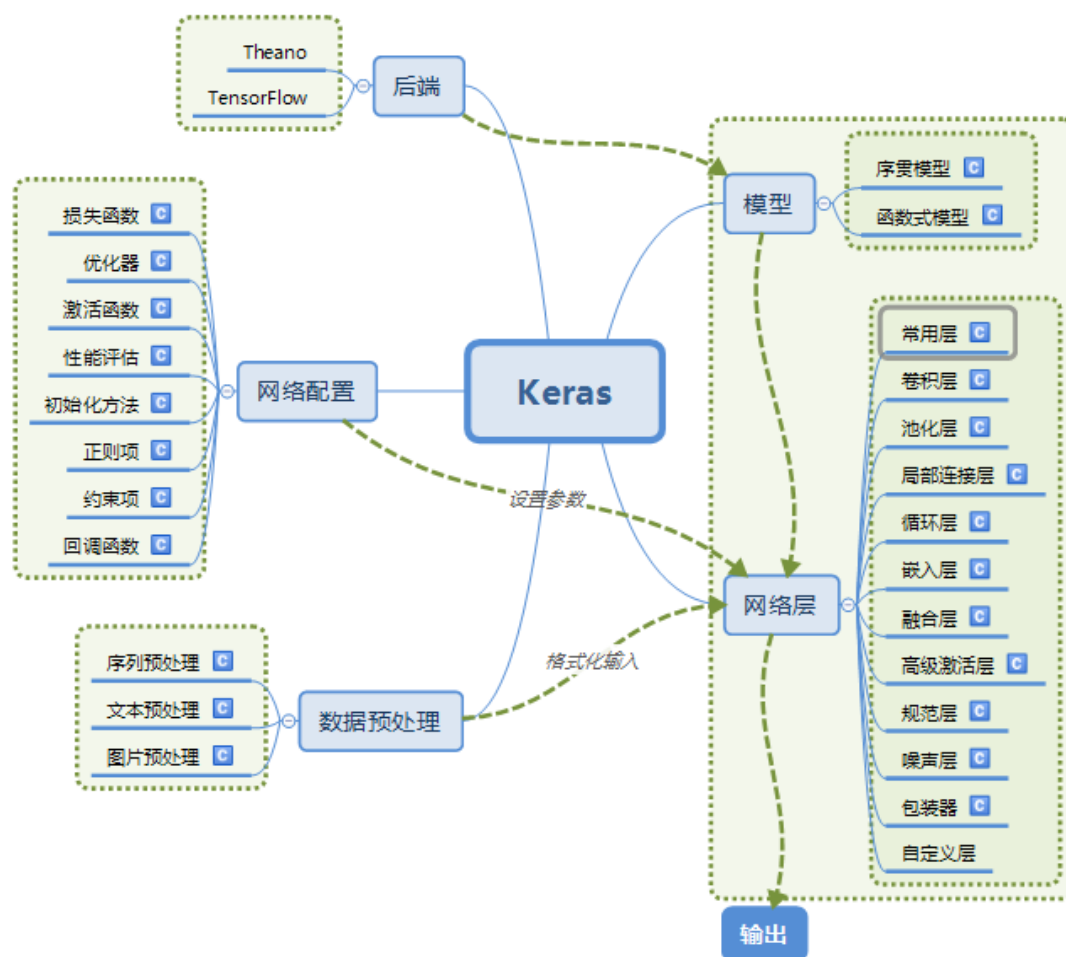 Theano
TensorFlow
后端
序贯模型 C
函数式模型 C
模型
损失函数 C
优化器 C
激活函数 C
性能评估 C
初始化方法 C
正则项 C
约束项 C
回调函数 C
网络配置
Keras
设置参数
常用层 C
卷积层 C
池化层 C
局部连接层 C
循环层 C
嵌入层 C
融合层 C
高级激活层 C
规范层 C
噪声层 C
包装器 C
自定义层
网络层
格式化输入
序列预处理 C
文本预处理 C
图片预处理 C
数据预处理
输出